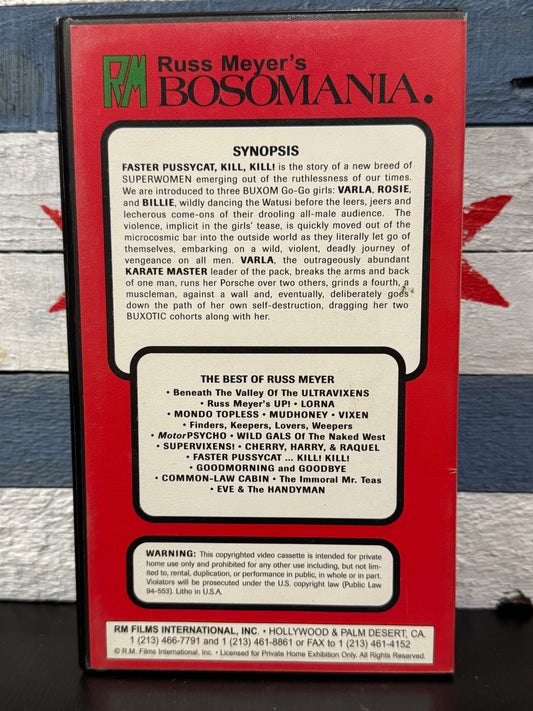 RM Russ Meyer's
BOSOMANIA.
SYNOPSIS
FASTER PUSSYCAT, KILL, KILL! is the story of a new breed of
SUPERWOMEN emerging out of the ruthlessness of our times.
We are introduced to three BUXOM Go-Go girls: VARLA, ROSIE,
and BILLIE, wildly dancing the Watusi before the leers, jeers and
lecherous come-ons of their drooling all-male audience. The
violence, implicit in the girls' tease, is quickly moved out of the
microcosmic bar into the outside world as they literally let go of
themselves, embarking on a wild, violent, deadly journey of
vengeance on all men. VARLA, the outrageously abundant
KARATE MASTER leader of the pack, breaks the arms and back
of one man, runs her Porsche over two others, grinds a fourth, a
muscleman, against a wall and, eventually, deliberately goes
down the path of her own self-destruction, dragging her two
BUXOTIC cohorts along with her.
THE BEST OF RUSS MEYER
• Beneath The Valley Of The ULTRAVIXENS
• Russ Meyer's UP! • LORNA
• MONDO TOPLESS • MUDHONEY • VIXEN
• Finders, Keepers, Lovers, Weepers
• MotorPSYCHO • WILD GALS Of The Naked West
• SUPERVIXENS! • CHERRY, HARRY, & RAQUEL
• FASTER PUSSYCAT ... KILL! KILL!
• GOODMORNING and GOODBYE
• COMMON-LAW CABIN • The Immoral Mr. Teas
• EVE & The HANDYMAN
WARNING: This copyrighted video cassette is intended for private
home use only and prohibited for any other use including, but not lim-
ited to, rental, duplication, or performance in public, in whole or in part.
Violators will be prosecuted under the U.S. copyright law (Public Law
94-553). Litho in U.S.A.
RM FILMS INTERNATIONAL, INC. • HOLLYWOOD & PALM DESERT, CA.
1 (213) 466-7791 and 1 (213) 461-8861 or FAX to 1 (213) 461-4152
© R.M. Films International, Inc. • Licensed for Private Home Exhibition Only. All Rights Reserved.